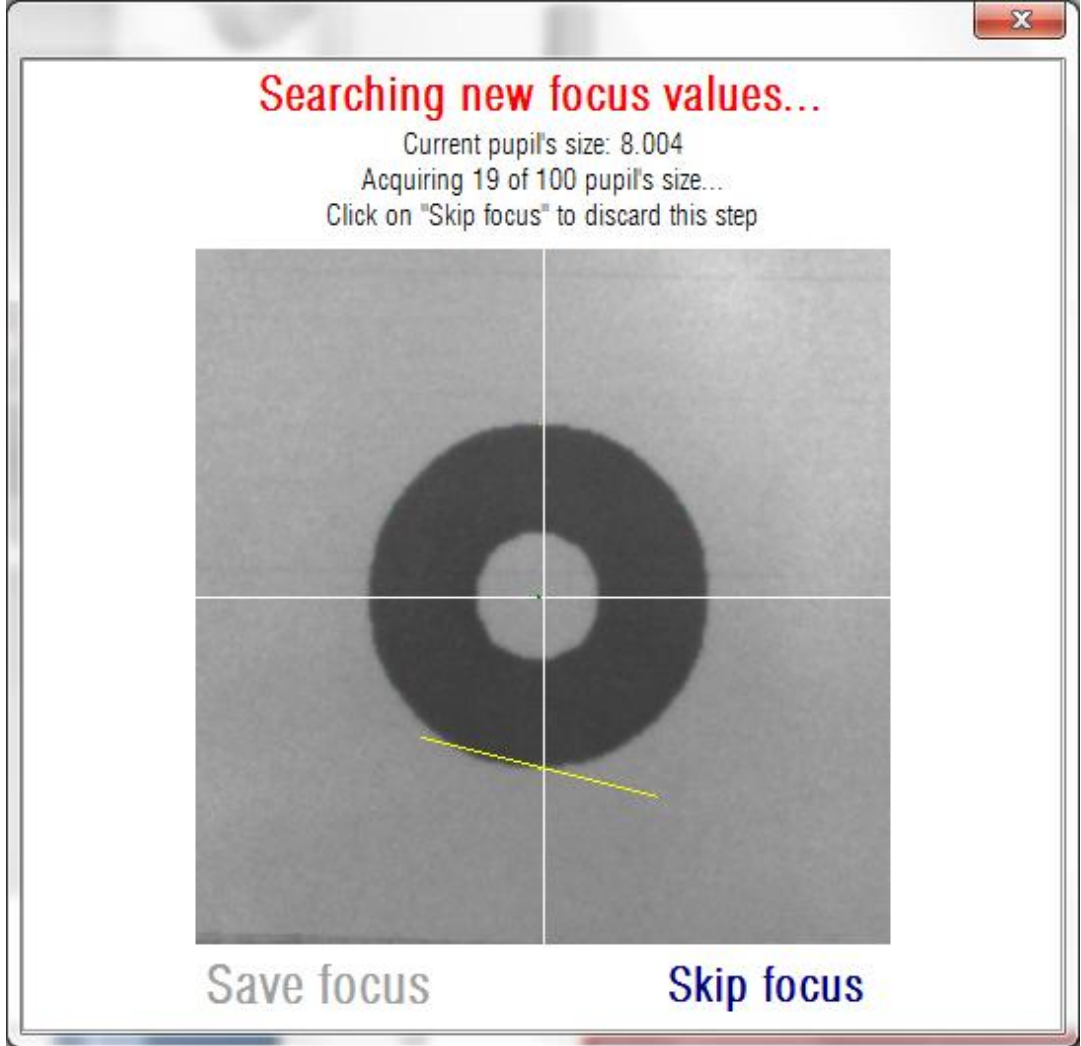 Searching new focus values...
Current pupil's size: 8.004
Acquiring 19 of 100 pupil's size...
Click on "Skip focus" to discard this step
Save focus
Skip focus